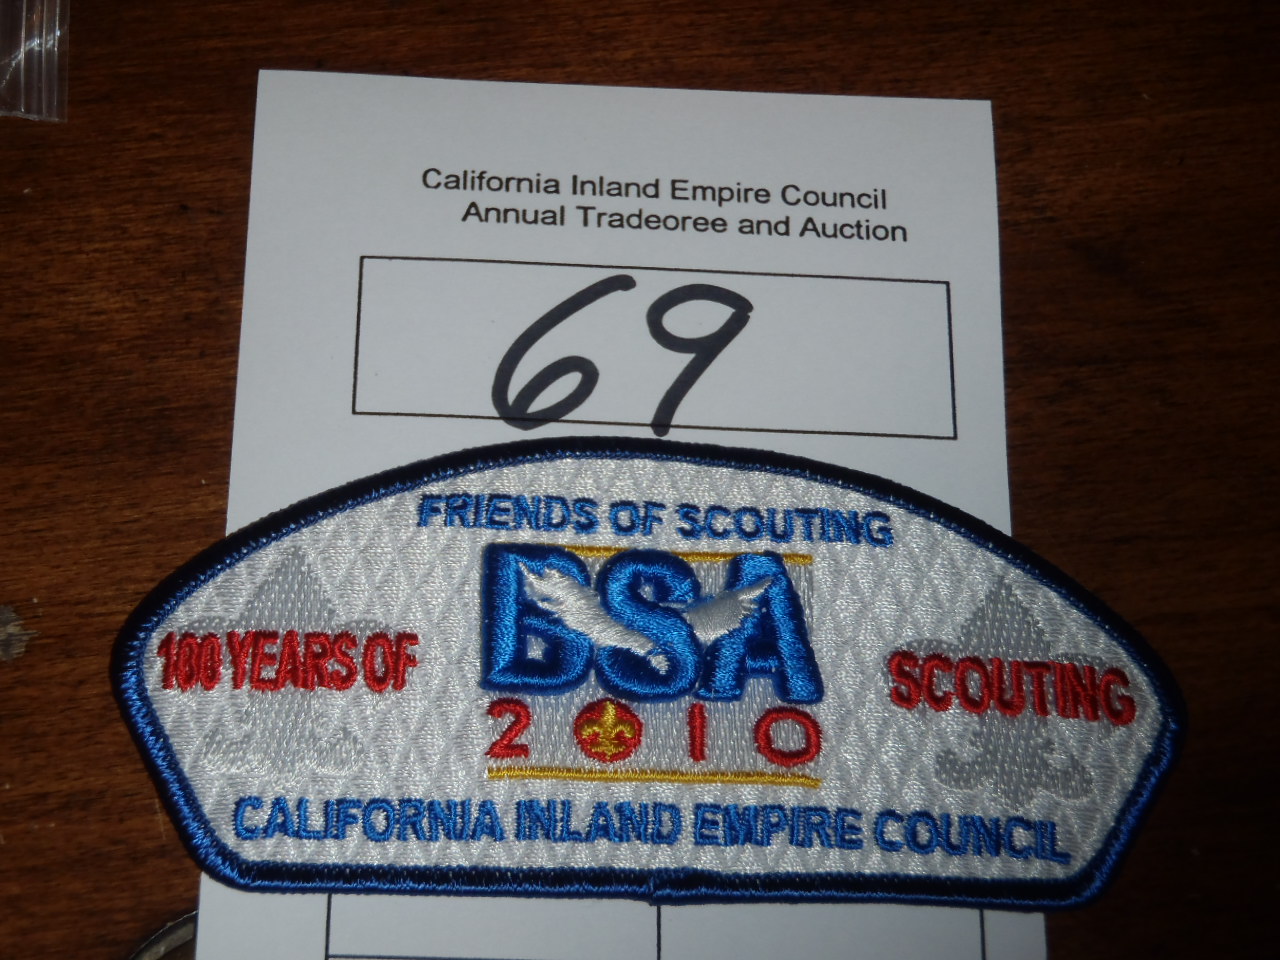 California Inland Empire Council
Annual Tradeoree and Auction
69
FRIENDS OF SCOUTING
BSA
100 YEARS OF
SCOUTING
2010
CALIFORNIA INLAND EMPIRE COUNCIL